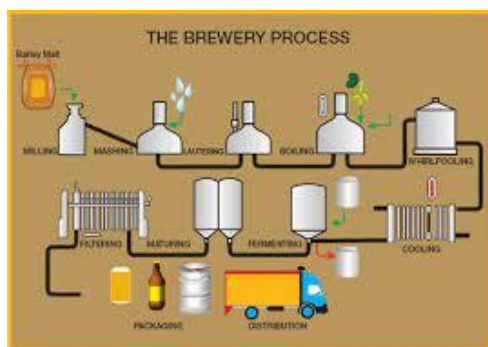 THE BREWERY PROCESS
Barley Malt
MILLING
MASHING
LAUTERING
BOILING
WHIRLPOOLING
FILTERING
MATURING
FERMENTING
COOLING
PACKAGING
DISTRIBUTION